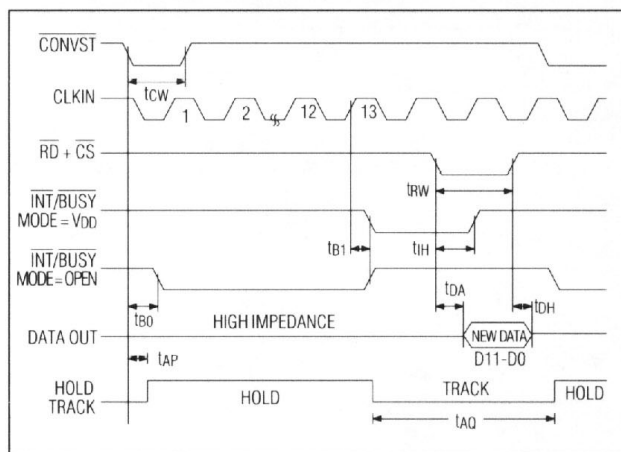 CONVST
tCW
CLKIN
1 2 12 13
RD + CS
tRW
INT/BUSY
MODE = VDD
tB1 tIH
INT/BUSY
MODE = OPEN
tDA tDH
tB0
HIGH IMPEDANCE
DATA OUT NEW DATA
D11-D0
tAP
HOLD
TRACK
HOLD TRACK HOLD
tAQ